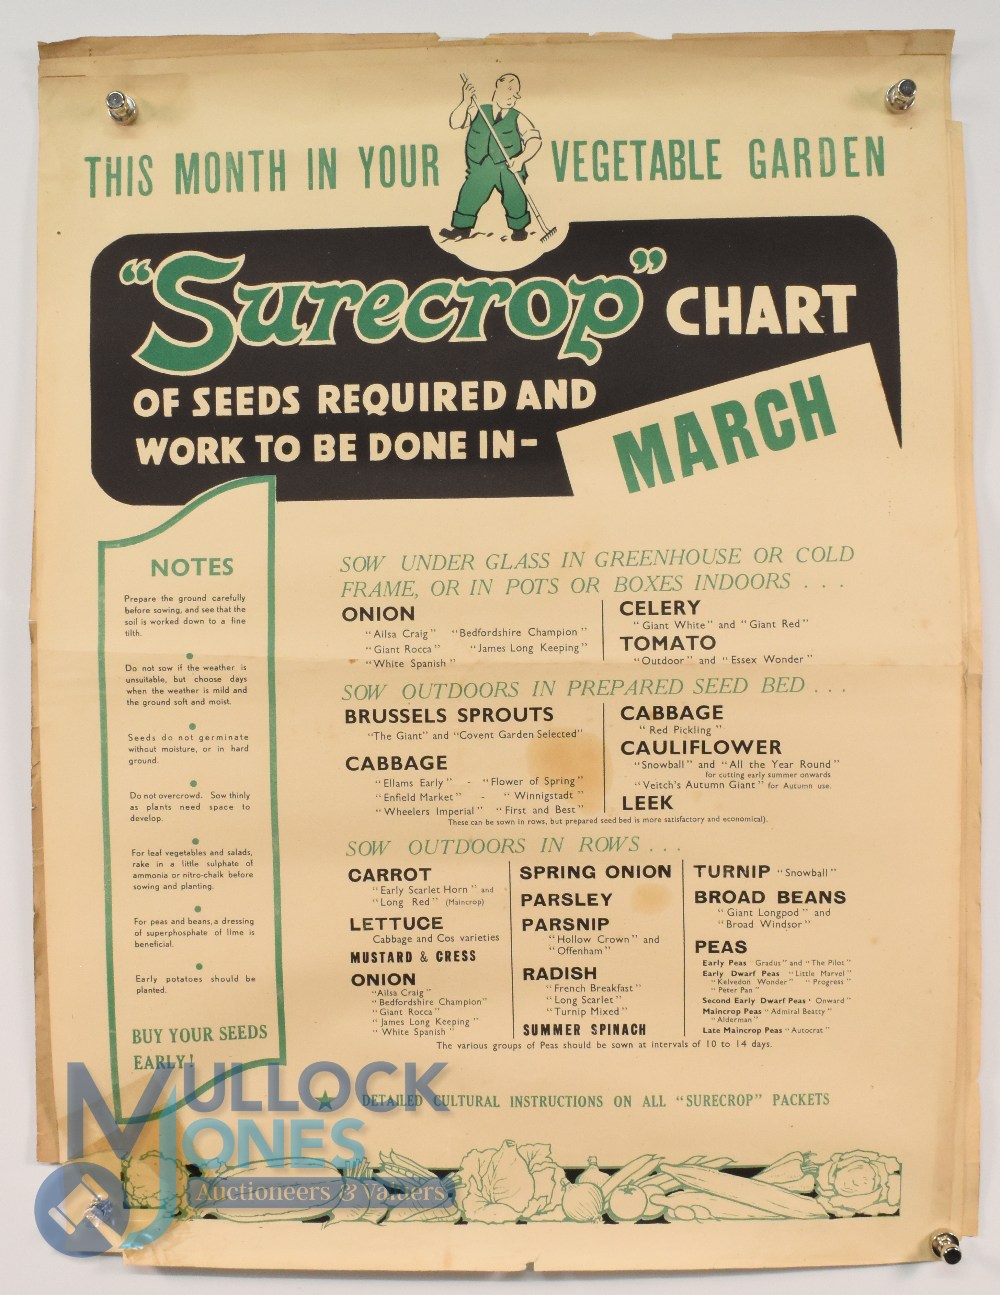 THIS MONTH IN YOUR VEGETABLE GARDEN
"Surecrop" CHART
OF SEEDS REQUIRED AND
WORK TO BE DONE IN-
MARCH
NOTES
Prepare the ground carefully
before sowing, and see that the
soil is worked down to a fine
tilth.
Do not sow if the weather is
unsuitable, but choose days
when the weather is mild and
the ground soft and moist.
Seeds do not germinate
without moisture, or in hard
ground.
Do not overcrowd. Sow thinly
as plants need space to
develop.
For leaf vegetables and salads,
rake in a little sulphate of
ammonia or nitro-chalk before
sowing and planting.
For peas and beans, a dressing
of superphosphate of lime is
beneficial.
Early potatoes should be
planted.
BUY YOUR SEEDS
EARLY!
SOW UNDER GLASS IN GREENHOUSE OR COLD
FRAME, OR IN POTS OR BOXES INDOORS . . .
ONION
"Ailsa Craig" "Bedfordshire Champion"
"Giant Rocca" "James Long Keeping"
"White Spanish"
CELERY
"Giant White" and "Giant Red"
TOMATO
"Outdoor" and "Essex Wonder"
SOW OUTDOORS IN PREPARED SEED BED . . .
BRUSSELS SPROUTS
"The Giant" and "Covent Garden Selected"
CABBAGE
"Ellams Early" - "Flower of Spring"
"Enfield Market" - "Winnigstadt"
"Wheelers Imperial" "First and Best"
CABBAGE
"Red Pickling"
CAULIFLOWER
"Snowball" and "All the Year Round"
for cutting early summer onwards
"Veitch's Autumn Giant" for Autumn use.
LEEK
These can be sown in rows, but prepared seed bed is more satisfactory and economical).
SOW OUTDOORS IN ROWS . . .
CARROT
"Early Scarlet Horn" and
"Long Red" (Maincrop)
LETTUCE
Cabbage and Cos varieties
MUSTARD & CRESS
ONION
"Ailsa Craig"
"Bedfordshire Champion"
"Giant Rocca"
"James Long Keeping"
"White Spanish"
SPRING ONION
PARSLEY
PARSNIP
"Hollow Crown" and
"Offenham"
RADISH
"French Breakfast"
"Long Scarlet"
"Turnip Mixed"
SUMMER SPINACH
TURNIP "Snowball"
BROAD BEANS
"Giant Longpod" and
"Broad Windsor"
PEAS
Early Peas "Gradus" and "The Pilot"
Early Dwarf Peas "Little Marvel"
"Kelvedon Wonder" "Progress"
"Peter Pan"
Second Early Dwarf Peas "Onward"
Maincrop Peas "Admiral Beatty"
"Alderman"
Late Maincrop Peas "Autocrat"
The various groups of Peas should be sown at intervals of 10 to 14 days.
★ DETAILED CULTURAL INSTRUCTIONS ON ALL "SURECROP" PACKETS
MULLOCK
JONES
Auctioneers & Valuers